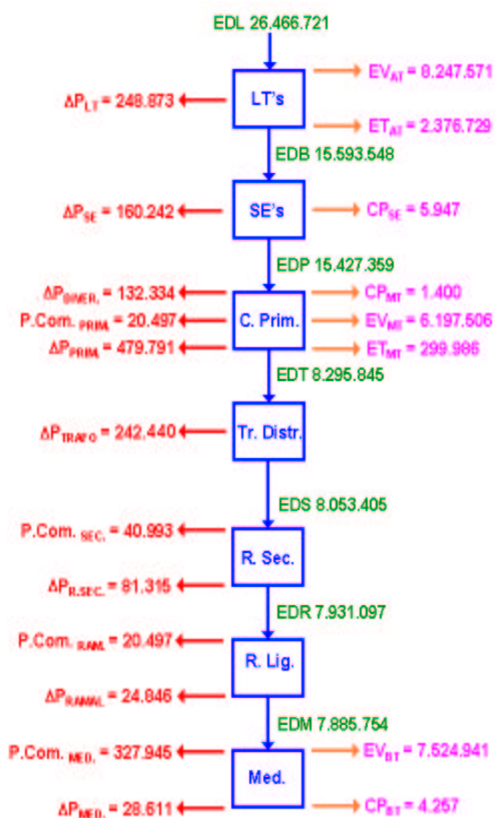 EDL 26.466.721
EV_AT = 8.247.571
ΔP_LT = 248.873
LT's
ET_AT = 2.376.729
EDB 15.593.548
ΔP_SE = 160.242
SE's
CP_SE = 5.947
EDP 15.427.359
ΔP_DIVER. = 132.334
CP_MT = 1.400
P.Com. PRIM. = 20.497
C. Prim.
EV_MT = 6.197.506
ΔP_PRIM. = 479.791
ET_MT = 299.986
EDT 8.295.845
ΔP_TRAFO = 242.440
Tr. Distr.
EDS 8.053.405
P.Com. SEC. = 40.993
R. Sec.
ΔP_R.SEC. = 81.315
EDR 7.931.097
P.Com. RAM. = 20.497
R. Lig.
ΔP_RAMAL = 24.846
EDM 7.885.754
P.Com. MED. = 327.945
EV_BT = 7.524.941
Med.
ΔP_MED. = 28.611
CP_BT = 4.257